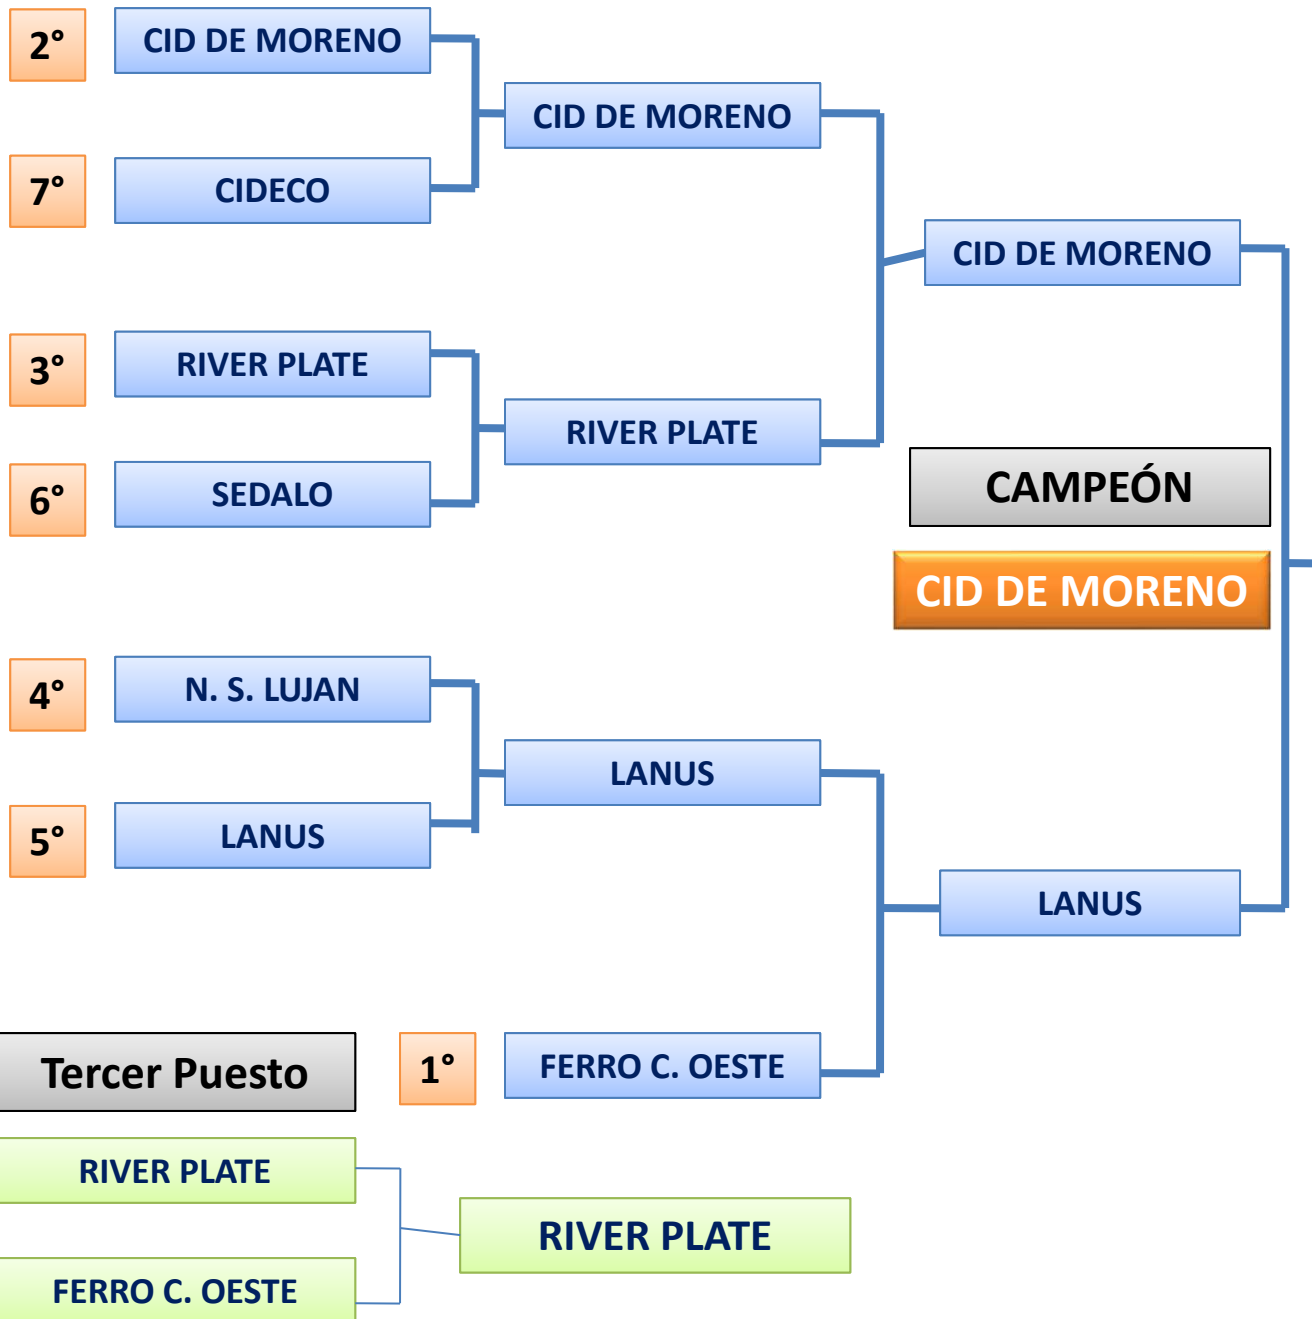 2°
CID DE MORENO
CID DE MORENO
7°
CIDECO
CID DE MORENO
3°
RIVER PLATE
RIVER PLATE
6°
SEDALO
CAMPEÓN
CID DE MORENO
4°
N. S. LUJAN
LANUS
5°
LANUS
LANUS
Tercer Puesto
1°
FERRO C. OESTE
RIVER PLATE
RIVER PLATE
FERRO C. OESTE